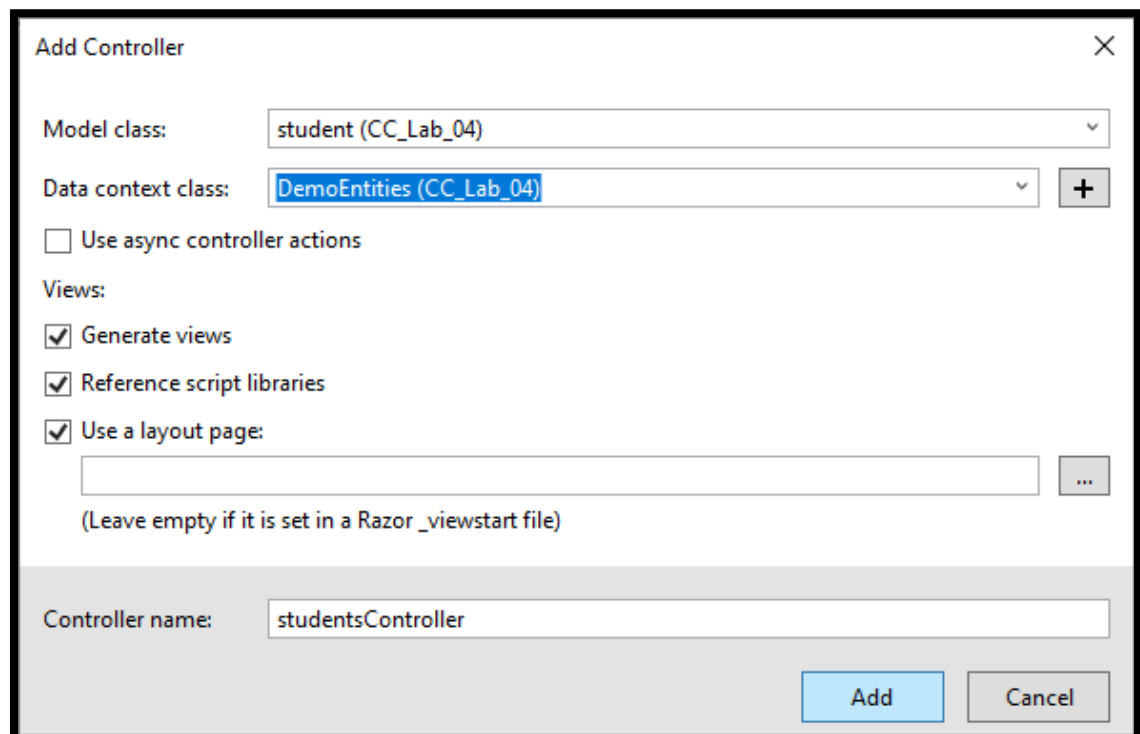 Add Controller
Model class: student (CC_Lab_04)
Data context class: DemoEntities (CC_Lab_04) +
Use async controller actions
Views:
Generate views
Reference script libraries
Use a layout page:
...
(Leave empty if it is set in a Razor _viewstart file)
Controller name: studentsController
Add Cancel